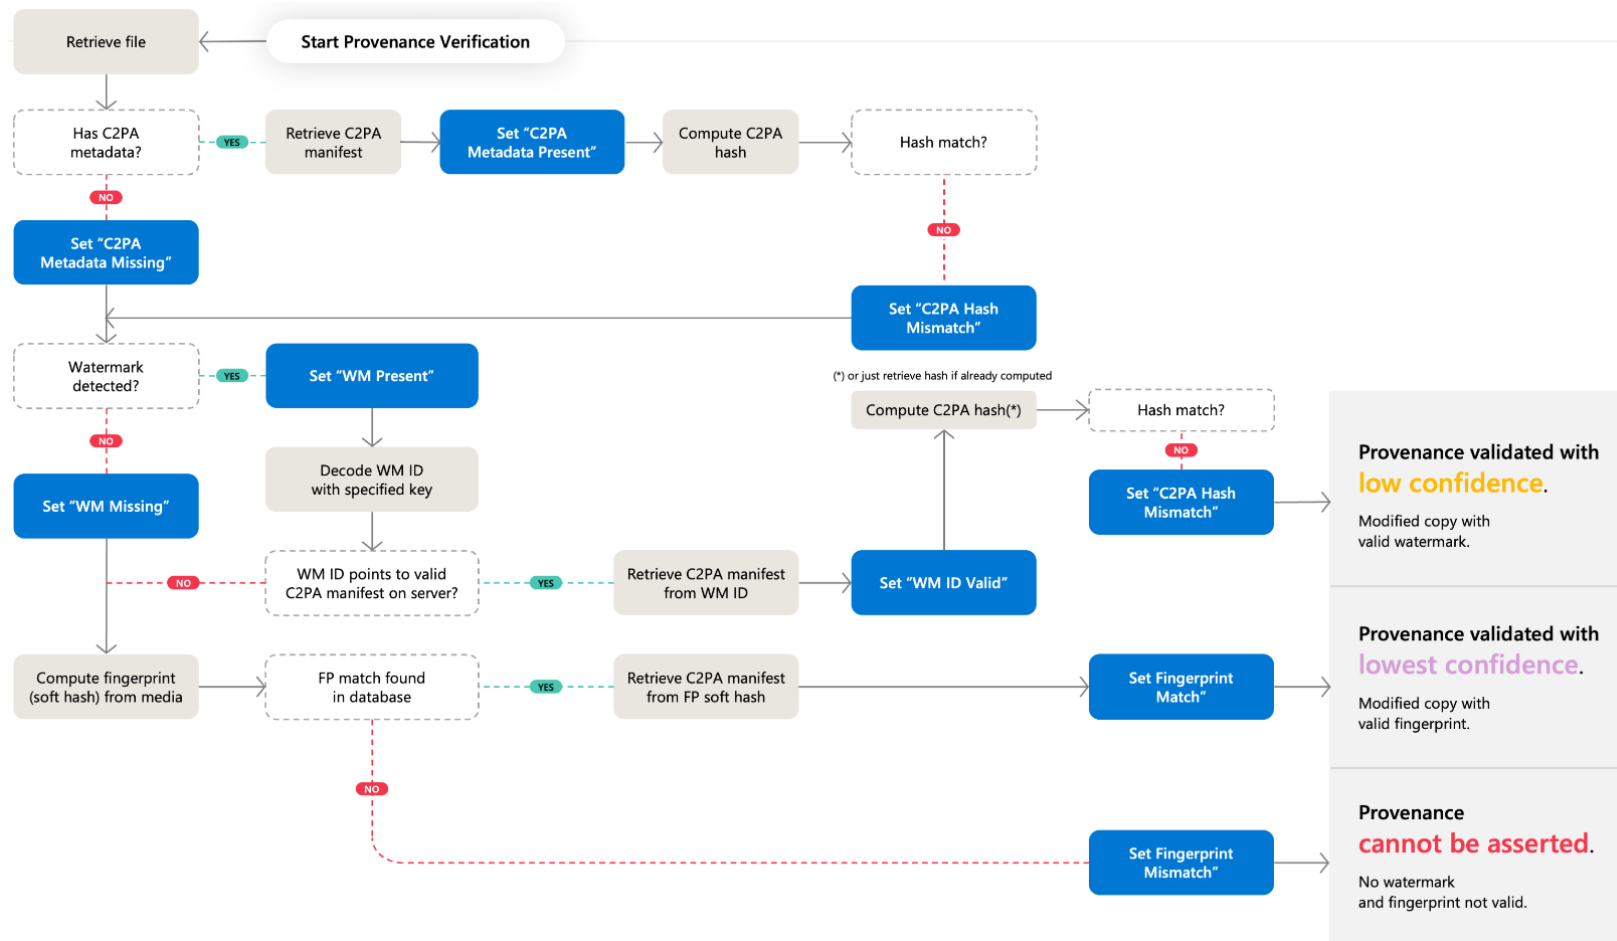 Retrieve file
Start Provenance Verification
Has C2PA
metadata?
YES
Retrieve C2PA
manifest
Set “C2PA
Metadata Present”
Compute C2PA
hash
Hash match?
NO
NO
Set “C2PA
Metadata Missing”
Set “C2PA Hash
Mismatch”
Watermark
detected?
YES
Set “WM Present”
(*) or just retrieve hash if already computed
Compute C2PA hash(*)
Hash match?
NO
NO
Decode WM ID
with specified key
Set “WM Missing”
Set “C2PA Hash
Mismatch”
Provenance validated with
low confidence.
Modified copy with
valid watermark.
NO
WM ID points to valid
C2PA manifest on server?
YES
Retrieve C2PA manifest
from WM ID
Set “WM ID Valid”
Compute fingerprint
(soft hash) from media
FP match found
in database
YES
Retrieve C2PA manifest
from FP soft hash
Set Fingerprint
Match”
Provenance validated with
lowest confidence.
Modified copy with
valid fingerprint.
NO
Set Fingerprint
Mismatch”
Provenance
cannot be asserted.
No watermark
and fingerprint not valid.